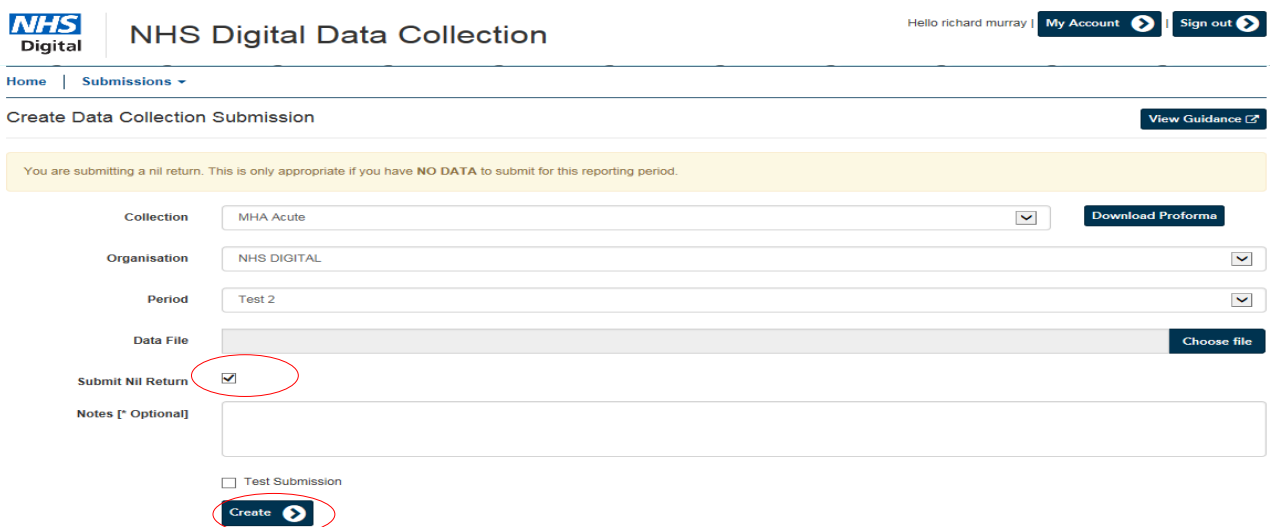 NHS
Digital
NHS Digital Data Collection
Hello richard murray | My Account | Sign out
Home | Submissions
Create Data Collection Submission
View Guidance
You are submitting a nil return. This is only appropriate if you have NO DATA to submit for this reporting period.
Collection MHA Acute Download Proforma
Organisation NHS DIGITAL
Period Test 2
Data File Choose file
Submit Nil Return
Notes [* Optional]
Test Submission
Create